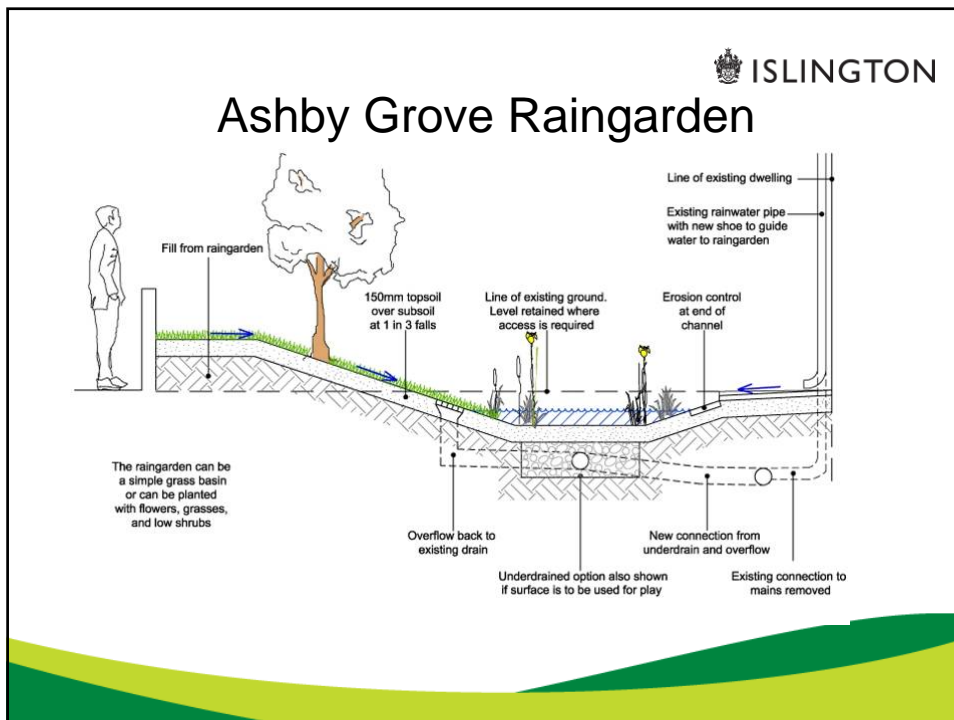 ISLINGTON
Ashby Grove Raingarden
Line of existing dwelling
Existing rainwater pipe
with new shoe to guide
water to raingarden
Fill from raingarden
150mm topsoil
over subsoil
at 1 in 3 falls
Line of existing ground.
Level retained where
access is required
Erosion control
at end of
channel
The raingarden can be
a simple grass basin
or can be planted
with flowers, grasses,
and low shrubs
Overflow back to
existing drain
New connection from
underdrain and overflow
Underdrained option also shown
if surface is to be used for play
Existing connection to
mains removed